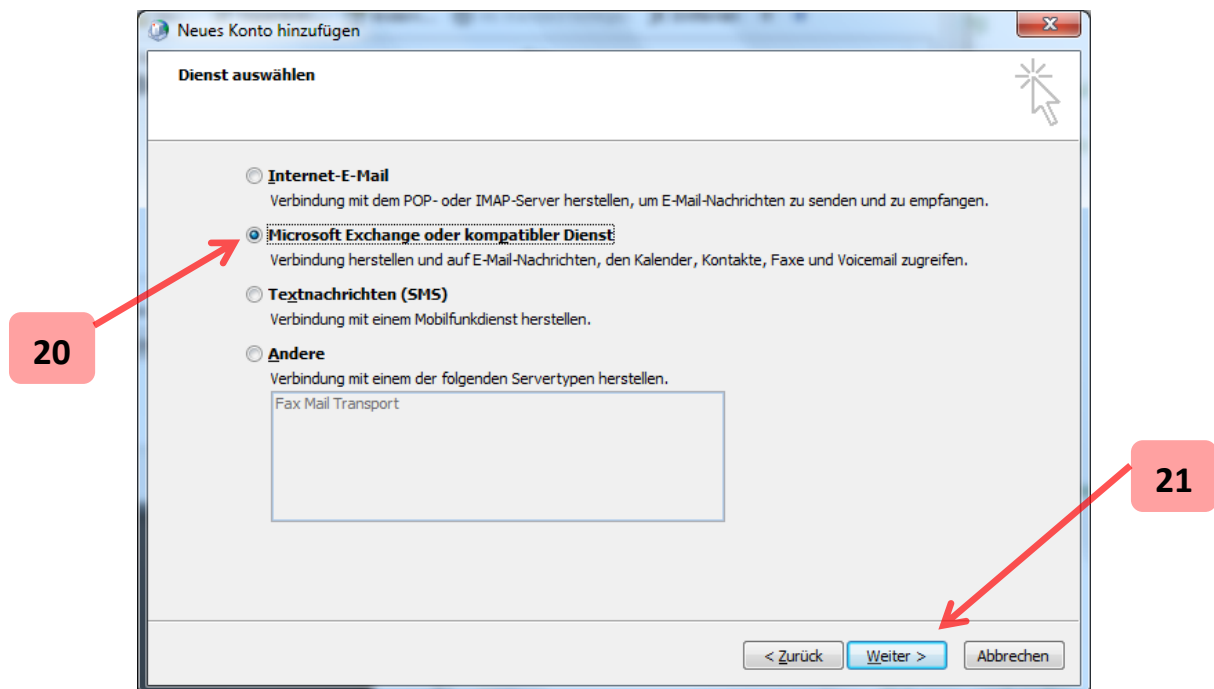 Neues Konto hinzufügen
Dienst auswählen
Internet-E-Mail
Verbindung mit dem POP- oder IMAP-Server herstellen, um E-Mail-Nachrichten zu senden und zu empfangen.
Microsoft Exchange oder kompatibler Dienst
Verbindung herstellen und auf E-Mail-Nachrichten, den Kalender, Kontakte, Faxe und Voicemail zugreifen.
Textnachrichten (SMS)
Verbindung mit einem Mobilfunkdienst herstellen.
20
Andere
Verbindung mit einem der folgenden Servertypen herstellen.
Fax Mail Transport
21
< Zurück
Weiter >
Abbrechen